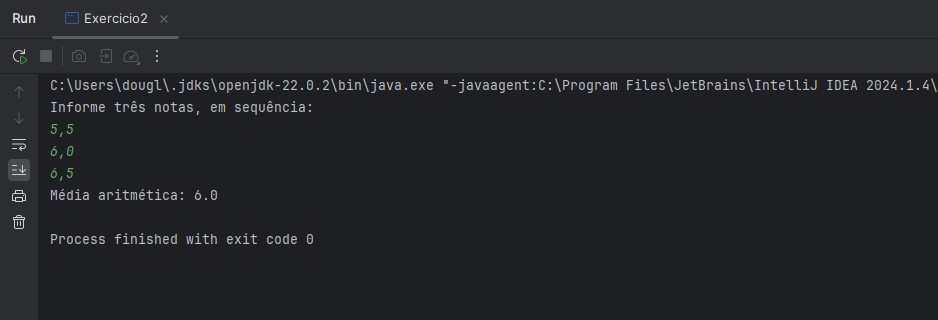 Run
Exercicio2
C:\Users\dougl\.jdks\openjdk-22.0.2\bin\java.exe "-javaagent:C:\Program Files\JetBrains\IntelliJ IDEA 2024.1.4\
Informe três notas, em sequência:
5,5
6,0
6,5
Média aritmética: 6.0
Process finished with exit code 0